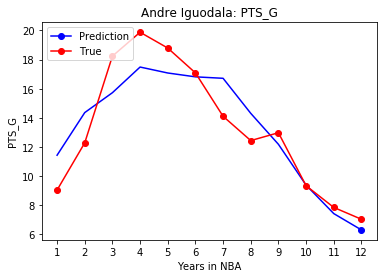 Andre Iguodala: PTS_G
Prediction
True
20
18
16
14
12
10
8
6
PTS_G
1 2 3 4 5 6 7 8 9 10 11 12
Years in NBA